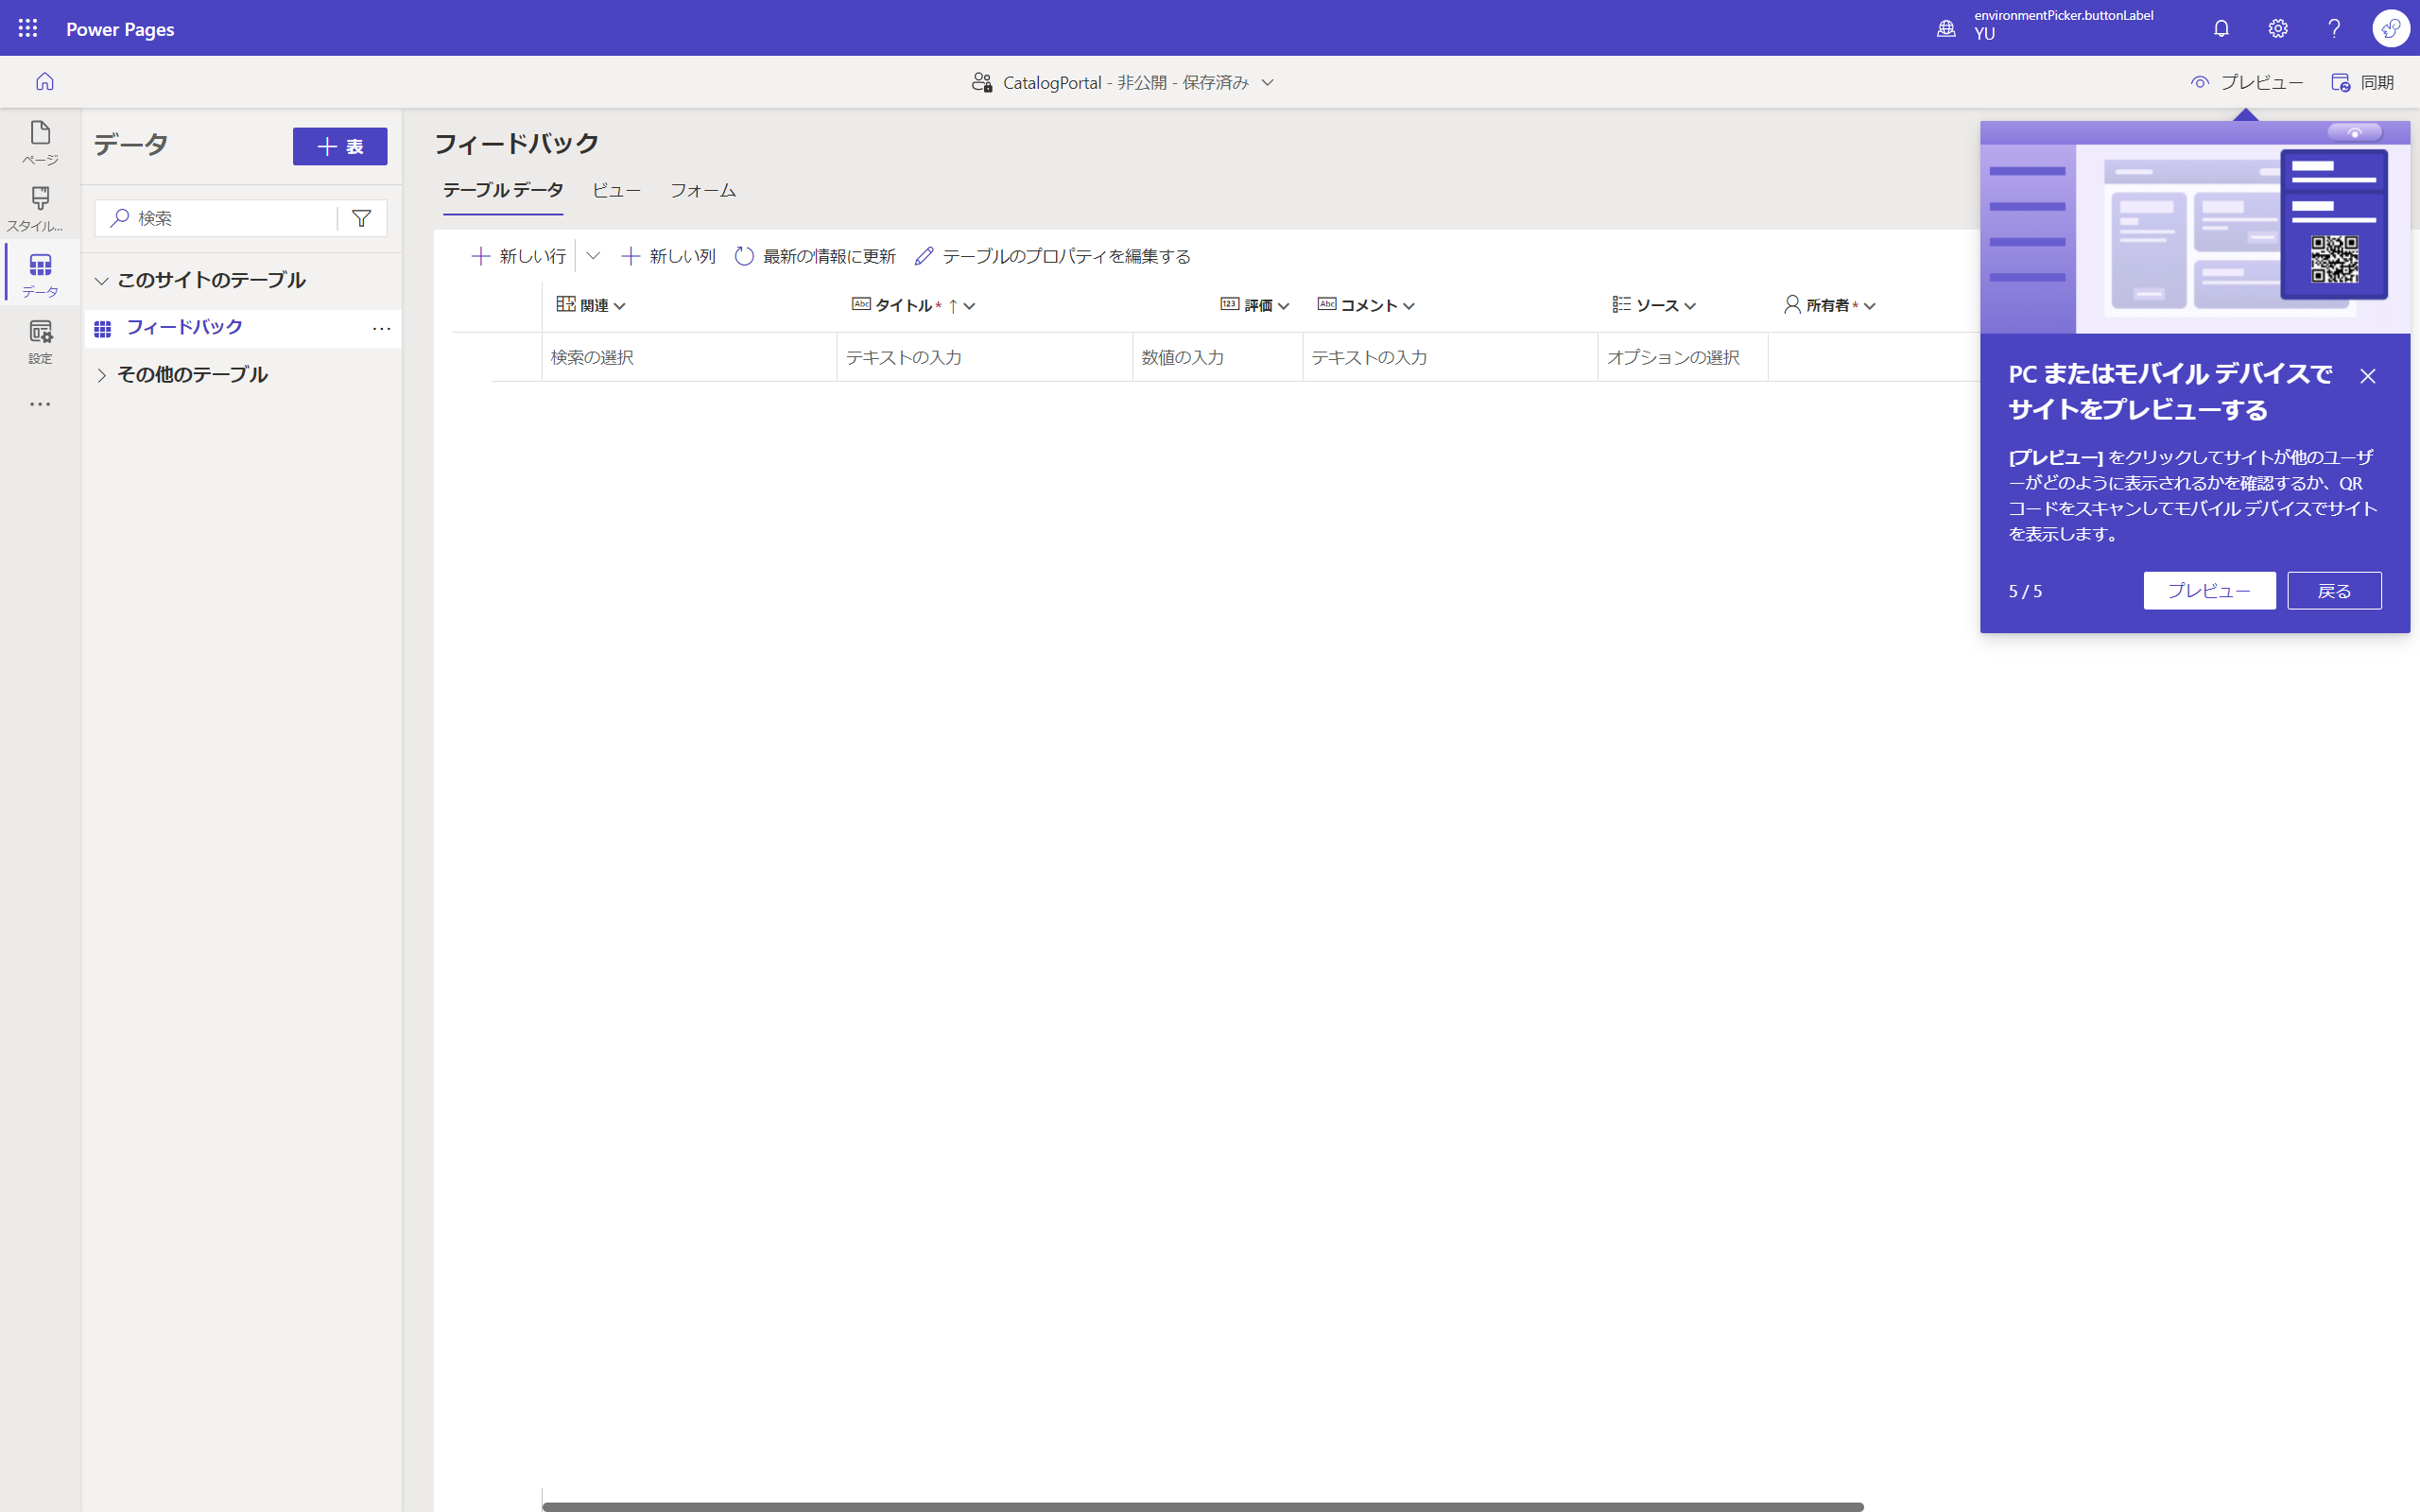 Power Pages
environmentPicker.buttonLabel
YU
CatalogPortal - 非公開 - 保存済み
プレビュー
同期
ページ
スタイル...
データ
設定
データ
表
検索
このサイトのテーブル
フィードバック
その他のテーブル
フィードバック
テーブル データ ビュー フォーム
新しい行 新しい列 最新の情報に更新 テーブルのプロパティを編集する
関連 Abc タイトル * ↑ 123 評価 Abc コメント ソース 所有者 *
検索の選択 テキストの入力 数値の入力 テキストの入力 オプションの選択
PC またはモバイル デバイスで
サイトをプレビューする
[プレビュー] をクリックしてサイトが他のユーザ
ーがどのように表示されるかを確認するか、QR
コードをスキャンしてモバイル デバイスでサイト
を表示します。
5 / 5
プレビュー
戻る